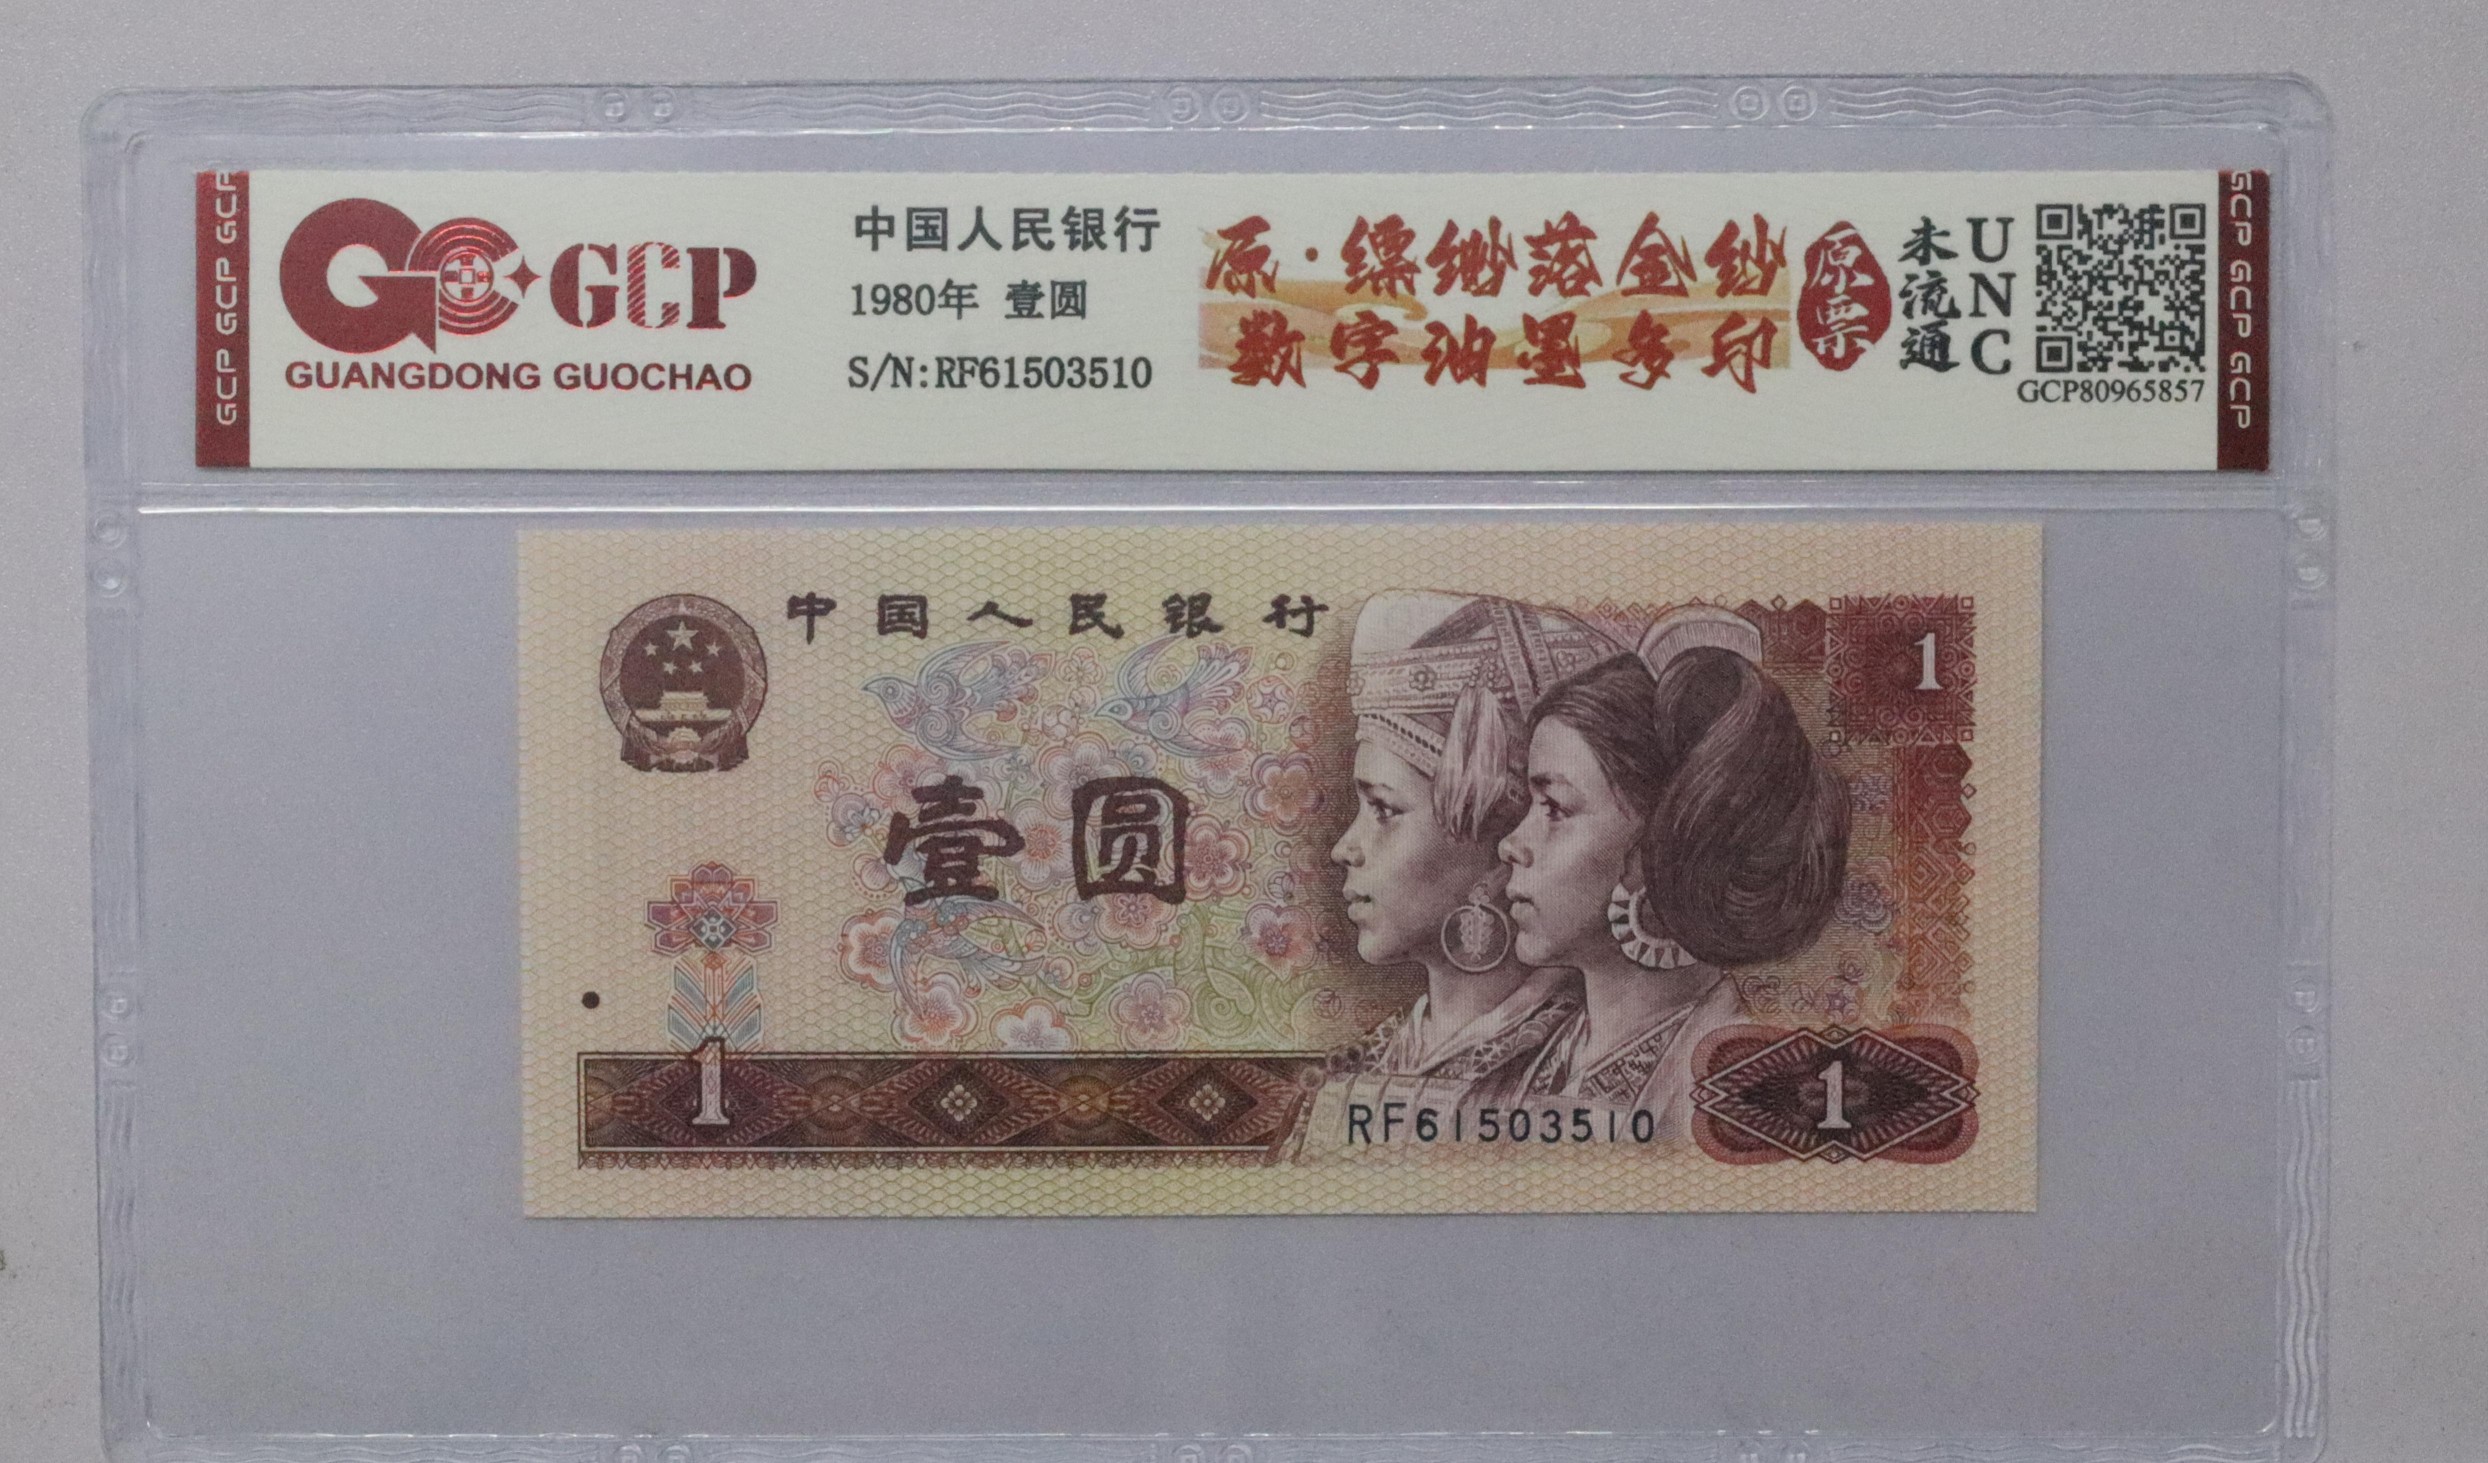 GCP GCP GCP
GCP
GUANGDONG GUOCHAO
中国人民银行
1980年 壹圆
S/N:RF61503510
原·缥缈落金纱
数字油墨多印
原票
未流通
UNC
GCP80965857
GCP GCP GCP
中国人民银行
1
壹圆
1
RF61503510
1